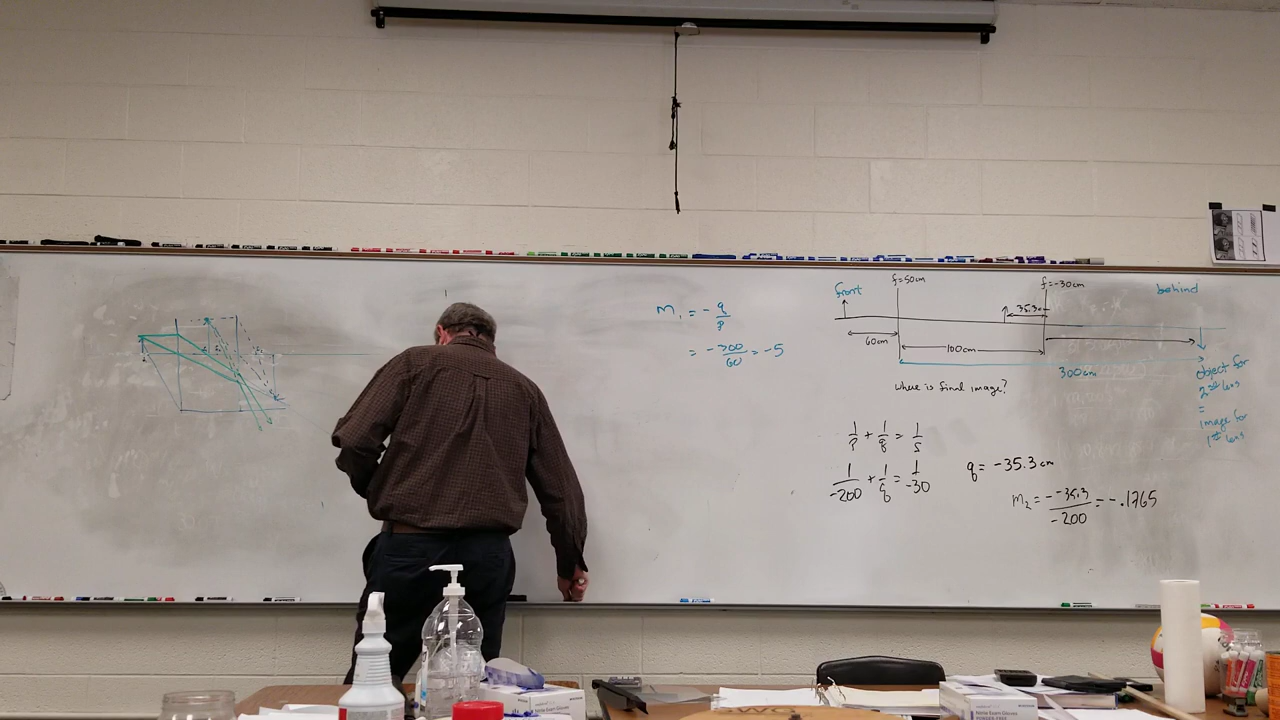 M₁ = - q/p
= - 300/60 = -5
front
f=50cm
f=-30cm
behind
35.3
60cm
100cm
300cm
where is final image?
object for
2nd lens
=
image for
1st lens
1/p + 1/q = 1/f
1/-200 + 1/q = 1/-30
q = -35.3 cm
M₂ = - -35.3/-200 = -.1765